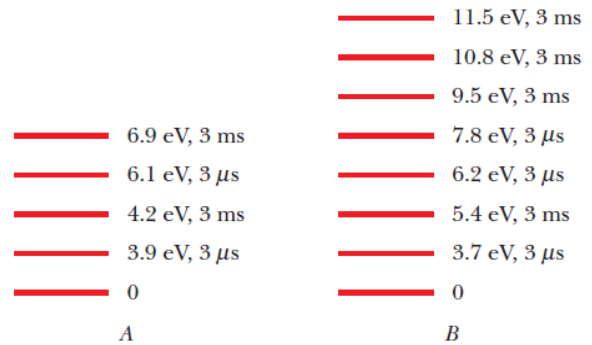 11.5 eV, 3 ms
10.8 eV, 3 ms
9.5 eV, 3 ms
6.9 eV, 3 ms
7.8 eV, 3 μs
6.1 eV, 3 μs
6.2 eV, 3 μs
4.2 eV, 3 ms
5.4 eV, 3 ms
3.9 eV, 3 μs
3.7 eV, 3 μs
0
0
A
B